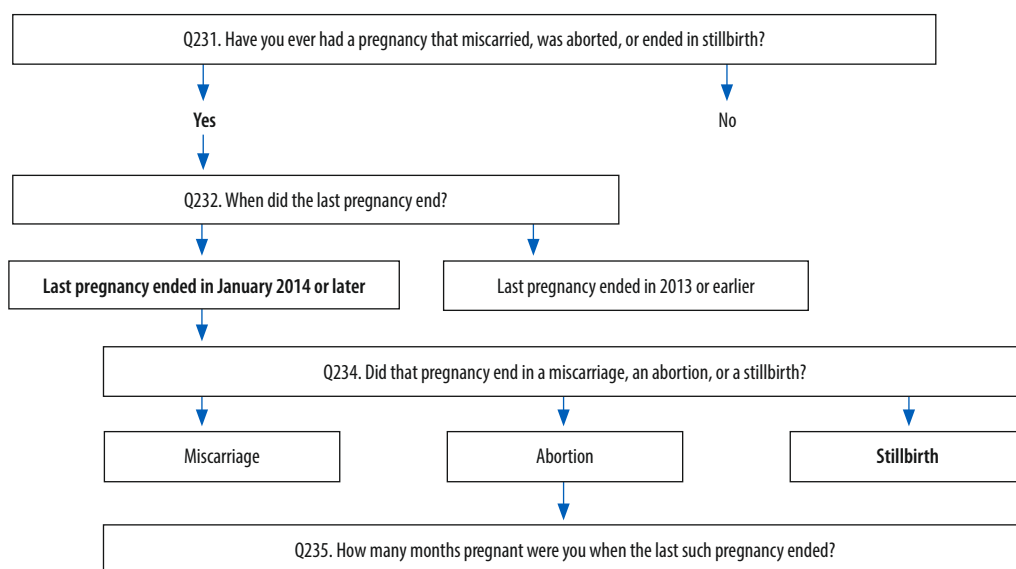 Q231. Have you ever had a pregnancy that miscarried, was aborted, or ended in stillbirth?
Yes
No
Q232. When did the last pregnancy end?
Last pregnancy ended in January 2014 or later
Last pregnancy ended in 2013 or earlier
Q234. Did that pregnancy end in a miscarriage, an abortion, or a stillbirth?
Miscarriage
Abortion
Stillbirth
Q235. How many months pregnant were you when the last such pregnancy ended?